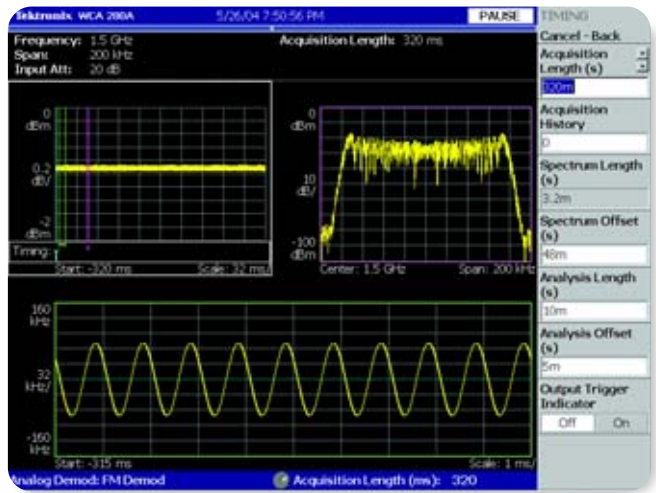 Tektronix WCA 280A 5/26/04 7:50:56 PM PAUSE
Frequency: 1.5 GHz
Span: 200 kHz
Input Att: 20 dB
Acquisition Length: 320 ms
0
dBm
0.2
dB/
-2
dBm
Timing:
Start: -320 ms Scale: 32 ms/
0
dBm
10
dB/
-100
dBm
Center: 1.5 GHz Span: 200 kHz
160
kHz
32
kHz/
-160
kHz
Start: -315 ms Scale: 1 ms/
Analog Demod: FM Demod Acquisition Length (ms): 320
TIMING
Cancel - Back
Acquisition
Length (s)
320m
Acquisition
History
0
Spectrum Length
(s)
3.2m
Spectrum Offset
(s)
48m
Analysis Length
(s)
10m
Analysis Offset
(s)
5m
Output Trigger
Indicator
Off On